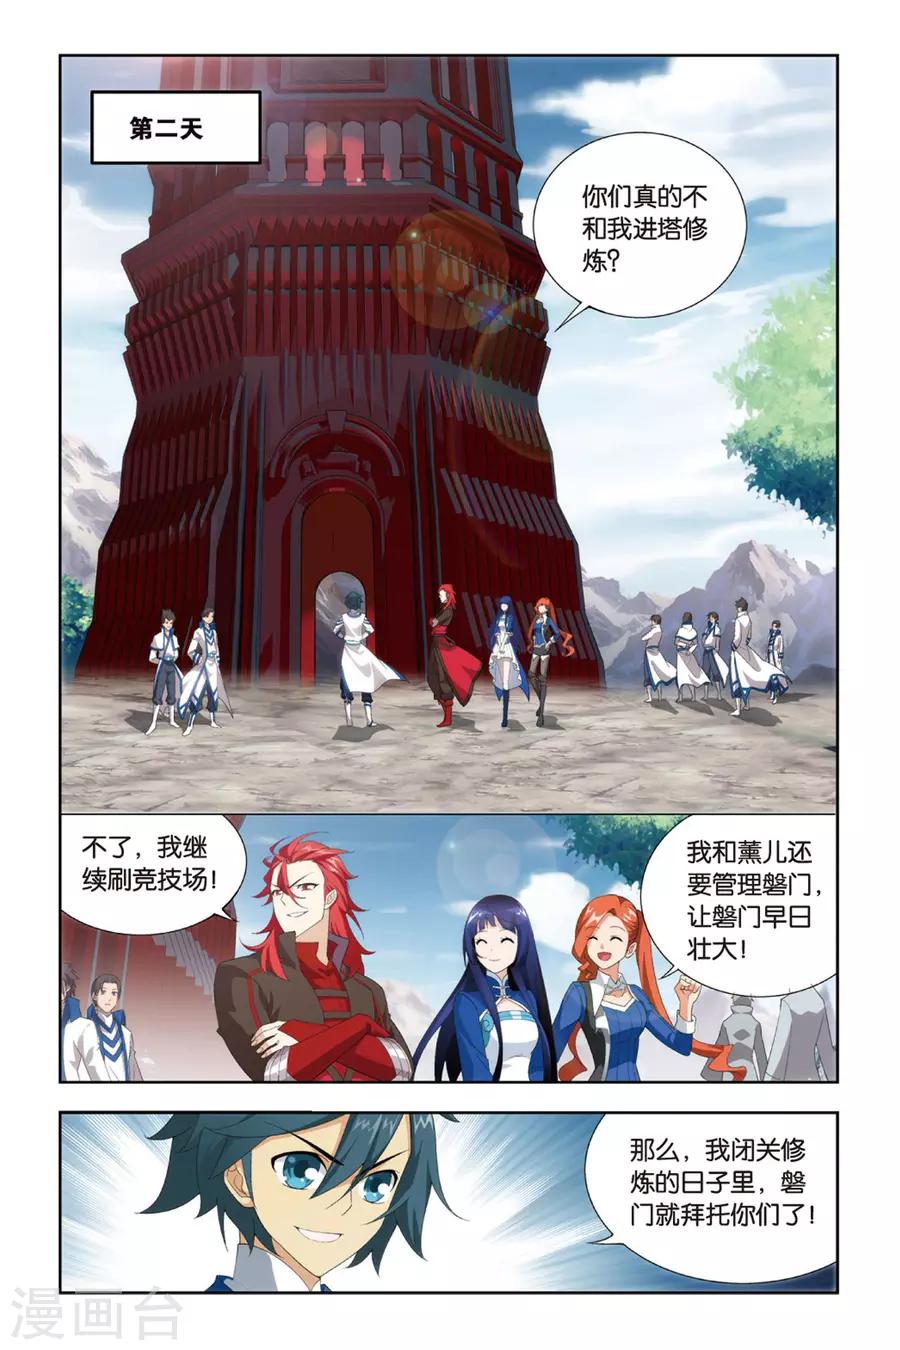 第二天
你们真的不
和我进塔修
炼？
不了，我继
续刷竞技场！
我和薰儿还
要管理磐门，
让磐门早日
壮大！
那么，我闭关修
炼的日子里，磐
门就拜托你们了！
漫画台